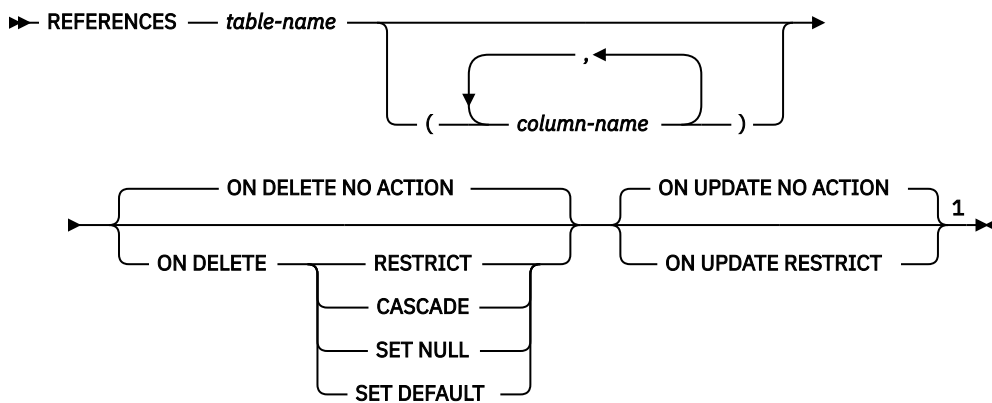 REFERENCES table-name
,
( column-name )
ON DELETE NO ACTION ON UPDATE NO ACTION
1
ON DELETE RESTRICT ON UPDATE RESTRICT
CASCADE
SET NULL
SET DEFAULT